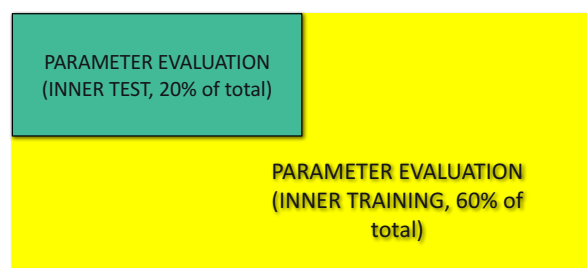 PARAMETER EVALUATION
(INNER TEST, 20% of total)
PARAMETER EVALUATION
(INNER TRAINING, 60% of
total)